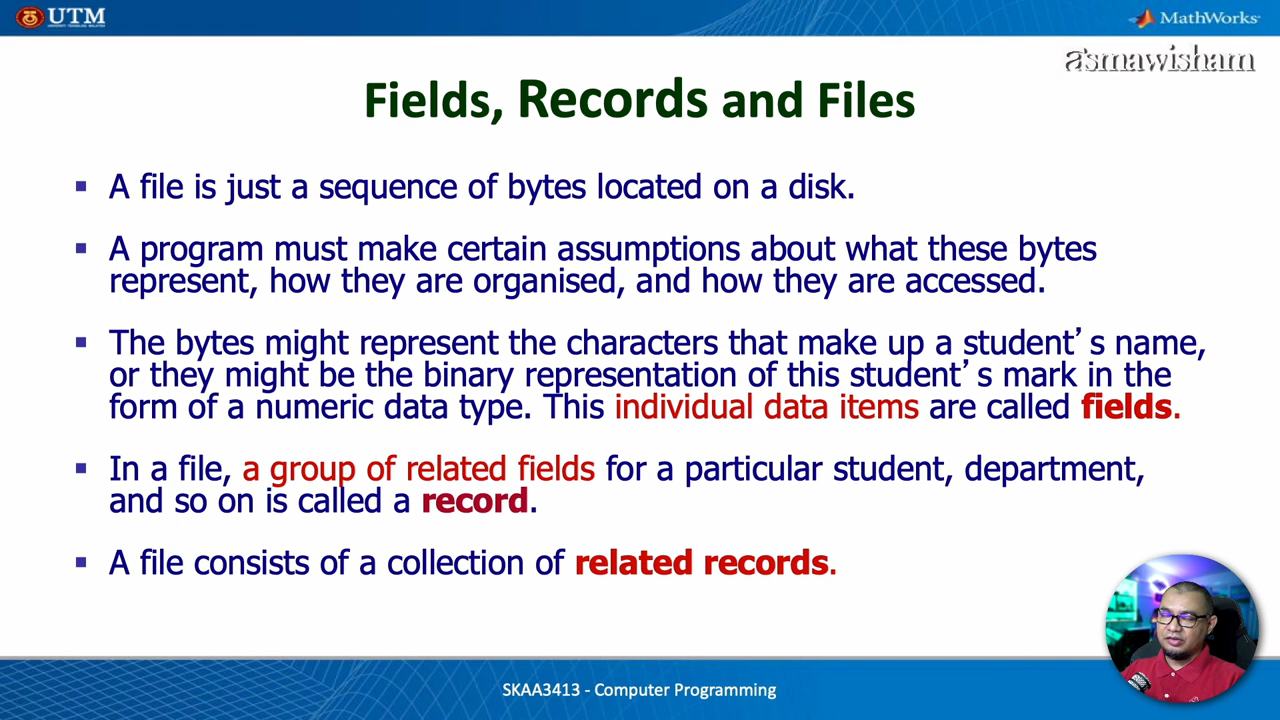 UTM
UNIVERSITI TEKNOLOGI MALAYSIA
MathWorks
asmawisham
Fields, Records and Files
A file is just a sequence of bytes located on a disk.
A program must make certain assumptions about what these bytes
represent, how they are organised, and how they are accessed.
The bytes might represent the characters that make up a student’s name,
or they might be the binary representation of this student’s mark in the
form of a numeric data type. This individual data items are called fields.
In a file, a group of related fields for a particular student, department,
and so on is called a record.
A file consists of a collection of related records.
SKAA3413 - Computer Programming